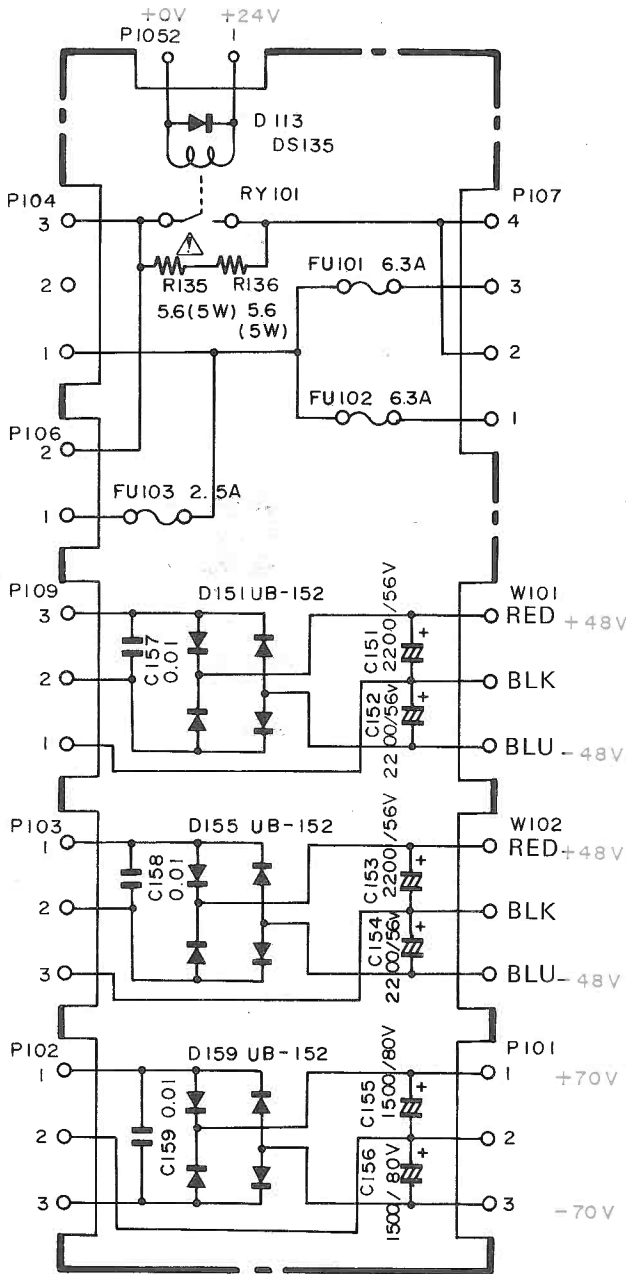 +0V +24V
P1052 1
D113
DS135
P104 RY101 P107
3 4
R135 R136 FU101 6.3A
2 3
5.6(5W) 5.6
(5W)
1 2
FU102 6.3A
P106 1
2
FU103 2.5A
1
P109 D151 UB-152 W101
3 RED +48V
C157
0.01
C151
2200/56V
2 BLK
C152
2200/56V
1 BLU -48V
P103 D155 UB-152 W102
1 RED +48V
C158
0.01
C153
2200/56V
2 BLK
C154
2200/56V
3 BLU -48V
P102 D159 UB-152 P101
1 1 +70V
C159 0.01
C155
1500/80V
2 2
C156
1500/80V
3 3
-70V